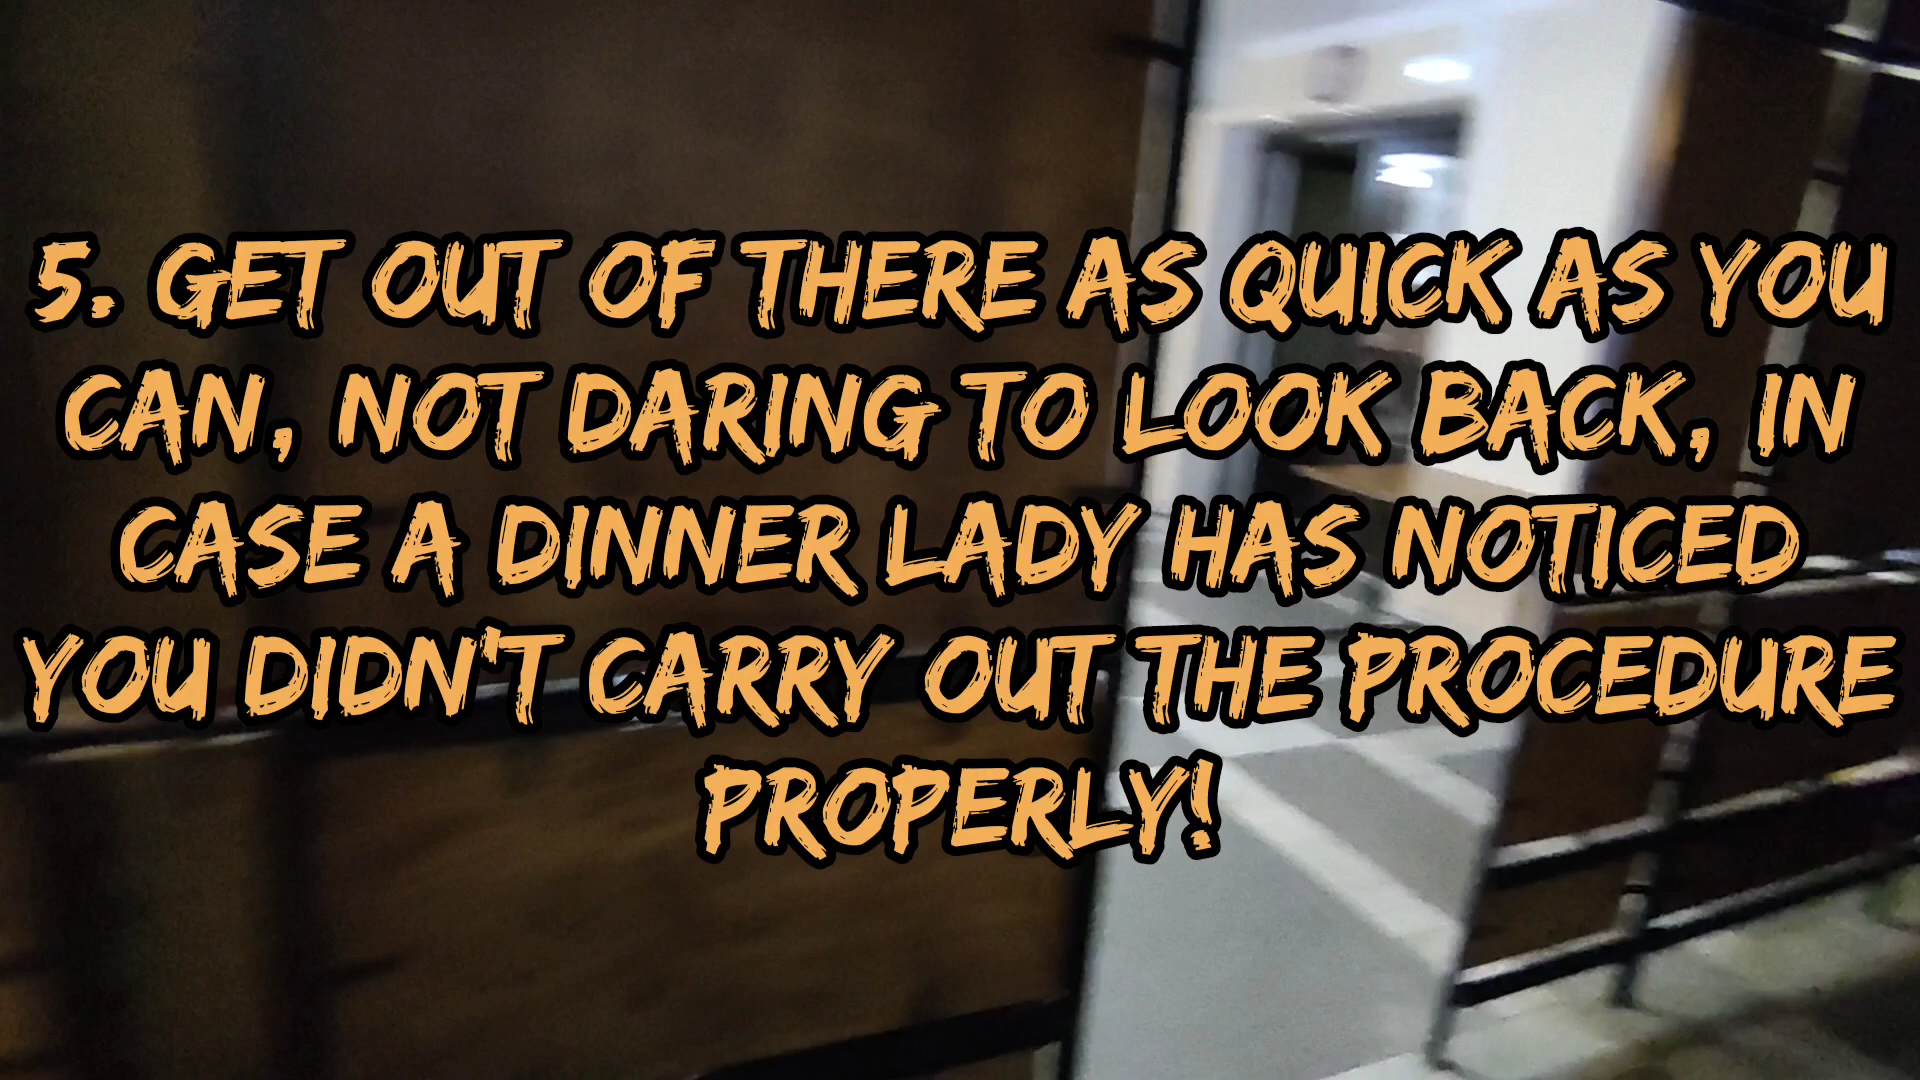 5. GET OUT OF THERE AS QUICK AS YOU
CAN, NOT DARING TO LOOK BACK, IN
CASE A DINNER LADY HAS NOTICED
YOU DIDN'T CARRY OUT THE PROCEDURE
PROPERLY!